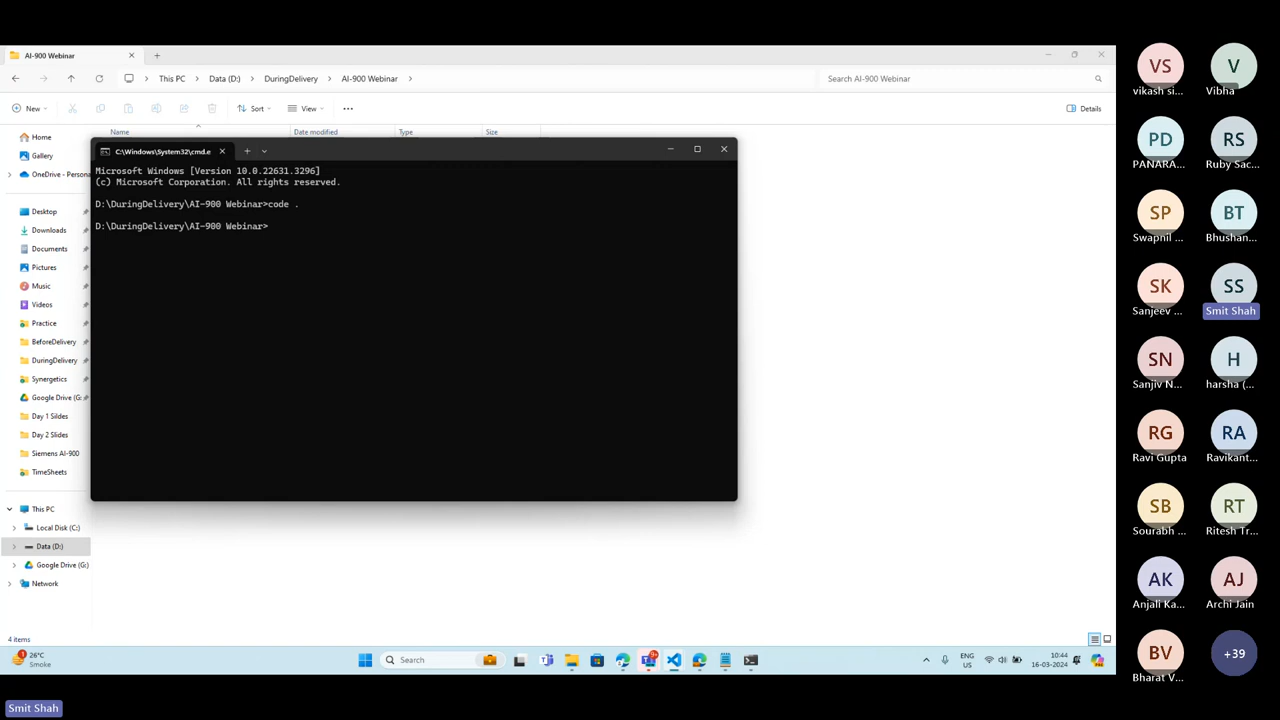 AI-900 Webinar
This PC
Data (D:)
DuringDelivery
AI-900 Webinar
Search AI-900 Webinar
New
Sort
View
Details
Name
Date modified
Type
Size
Home
Gallery
OneDrive - Persona
Desktop
Downloads
Documents
Pictures
Music
Videos
Practice
BeforeDelivery
DuringDelivery
Synergetics
Google Drive (G:
Day 1 Slides
Day 2 Slides
Siemens AI-900
TimeSheets
This PC
Local Disk (C:)
Data (D:)
Google Drive (G:)
Network
4 items
C:\Windows\System32\cmd.e
Microsoft Windows [Version 10.0.22631.3296]
(c) Microsoft Corporation. All rights reserved.
D:\DuringDelivery\AI-900 Webinar>code .
D:\DuringDelivery\AI-900 Webinar>
26°C
Smoke
1
Search
9+
ENG
US
10:44
16-03-2024
VS
vikash si...
V
Vibha
PD
PANARA...
RS
Ruby Sac...
SP
Swapnil ...
BT
Bhushan...
SK
Sanjeev ...
SS
Smit Shah
SN
Sanjiv N...
H
harsha (...
RG
Ravi Gupta
RA
Ravikant...
SB
Sourabh ...
RT
Ritesh Tr...
AK
Anjali Ka...
AJ
Archi Jain
BV
Bharat V...
+39
Smit Shah